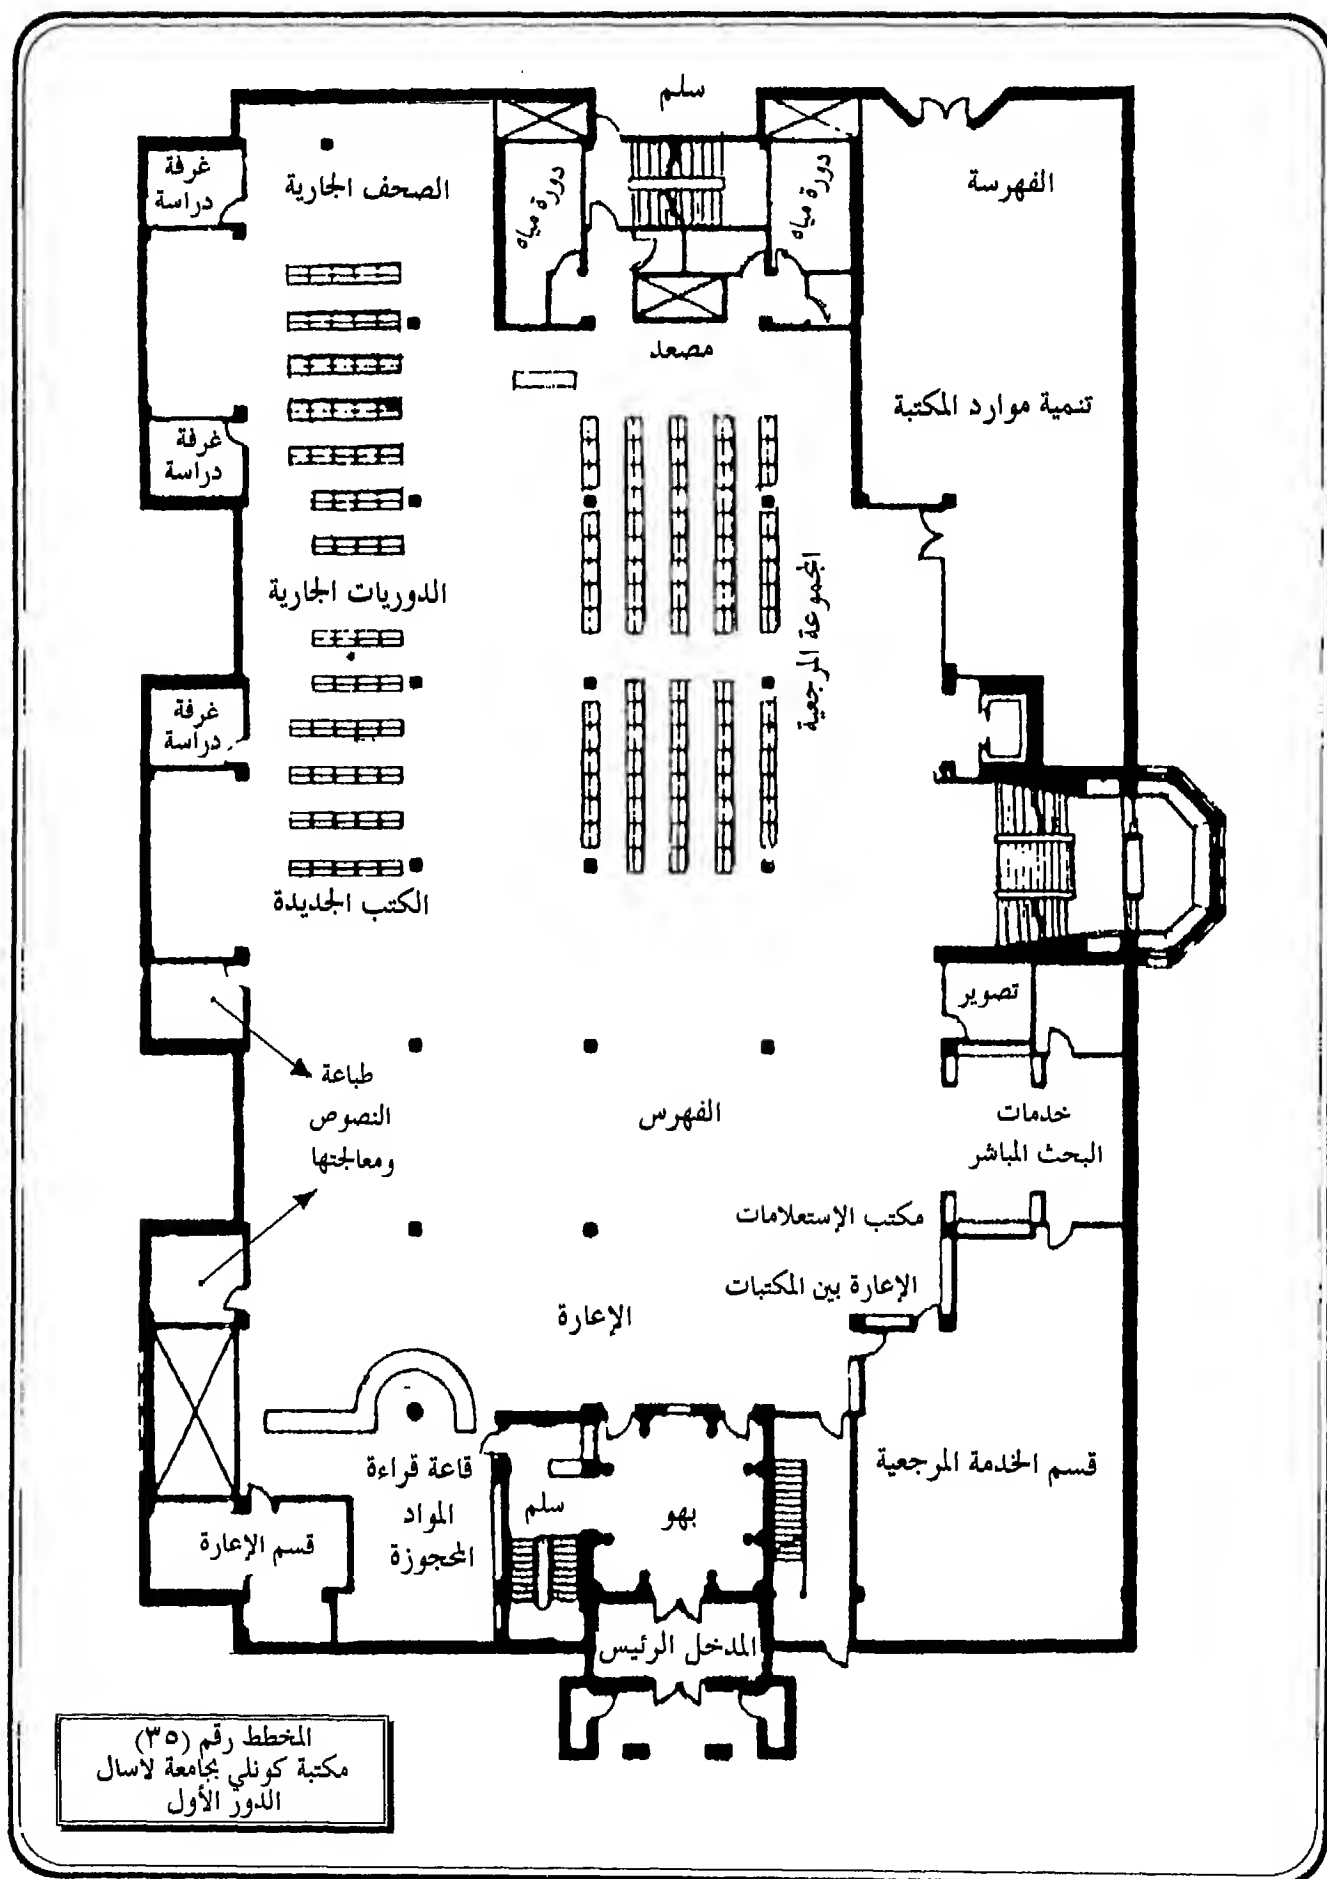 سلم
غرفة
دراسة
الصحف الجارية
دورة مياه
دورة مياه
الفهرسة
مصعد
تنمية موارد المكتبة
غرفة
دراسة
المجموعة المرجعية
الدوريات الجارية
غرفة
دراسة
الكتب الجديدة
تصوير
طباعة
النصوص
ومعالجتها
الفهرس
خدمات
البحث المباشر
مكتب الإستعلامات
الإعارة بين المكتبات
الإعارة
قاعة قراءة
المواد
المحجوزة
قسم الخدمة المرجعية
سلم
بهو
قسم الإعارة
المدخل الرئيس
المخطط رقم (٣٥)
مكتبة كونلي بجامعة لاسال
الدور الأول